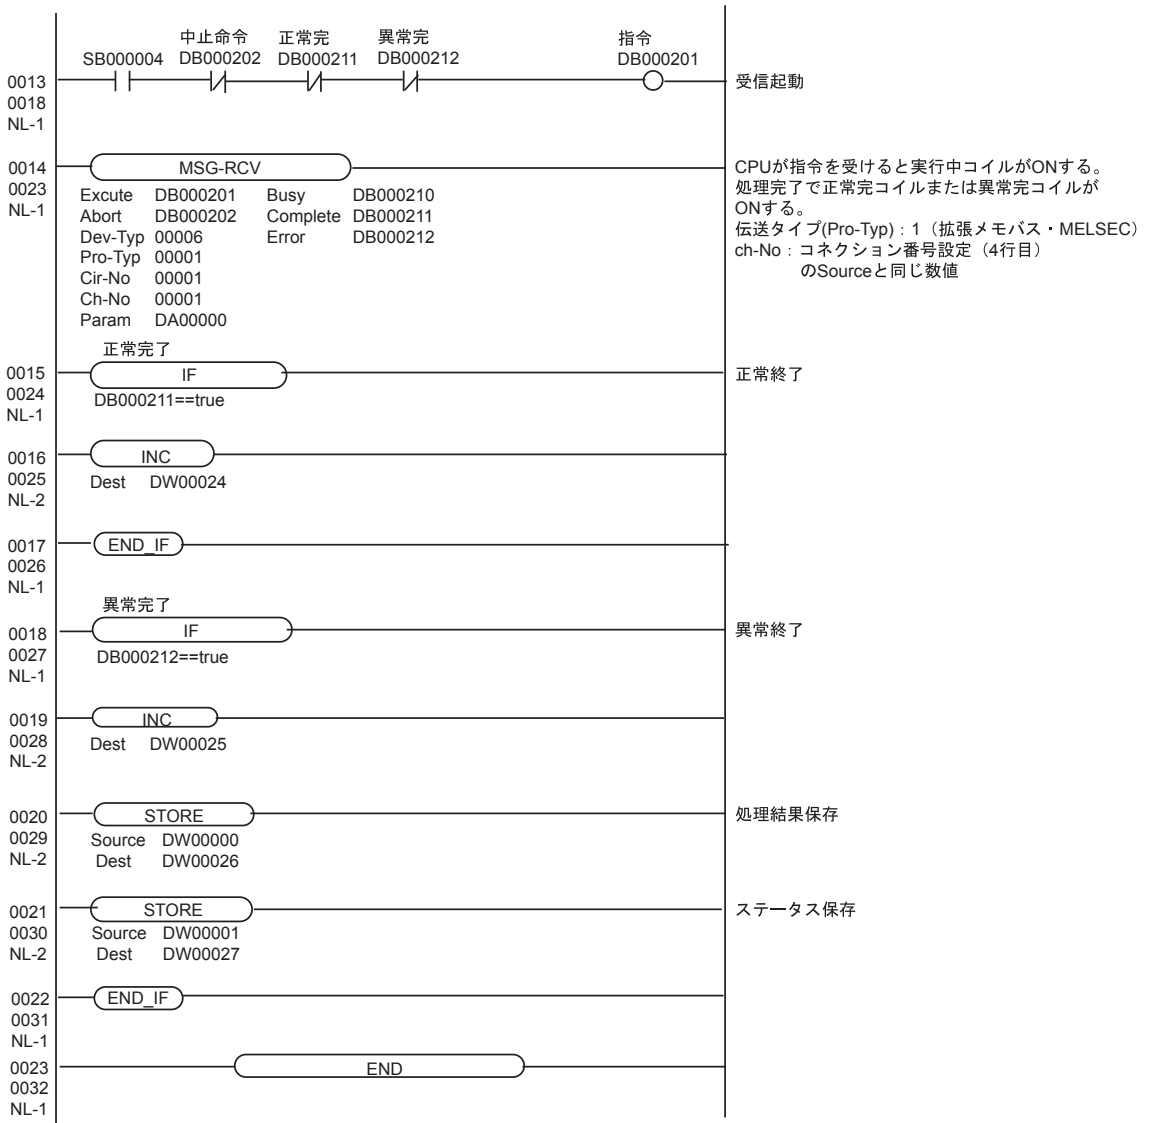 中止命令 正常完 異常完 指令
SB000004 DB000202 DB000211 DB000212 DB000201
0013 受信起動
0018
NL-1
0014 MSG-RCV CPUが指令を受けると実行中コイルがONする。
0023 Excute DB000201 Busy DB000210 処理完了で正常完コイルまたは異常完コイルが
NL-1 Abort DB000202 Complete DB000211 ONする。
Dev-Typ 00006 Error DB000212 伝送タイプ(Pro-Typ):1(拡張メモバス・MELSEC)
Pro-Typ 00001 ch-No:コネクション番号設定(4行目)
Cir-No 00001 のSourceと同じ数値
Ch-No 00001
Param DA00000
正常完了
0015 IF 正常終了
0024 DB000211==true
NL-1
0016 INC
0025 Dest DW00024
NL-2
0017 END_IF
0026
NL-1
異常完了
0018 IF 異常終了
0027 DB000212==true
NL-1
0019 INC
0028 Dest DW00025
NL-2
0020 STORE 処理結果保存
0029 Source DW00000
NL-2 Dest DW00026
0021 STORE ステータス保存
0030 Source DW00001
NL-2 Dest DW00027
0022 END_IF
0031
NL-1
0023 END
0032
NL-1